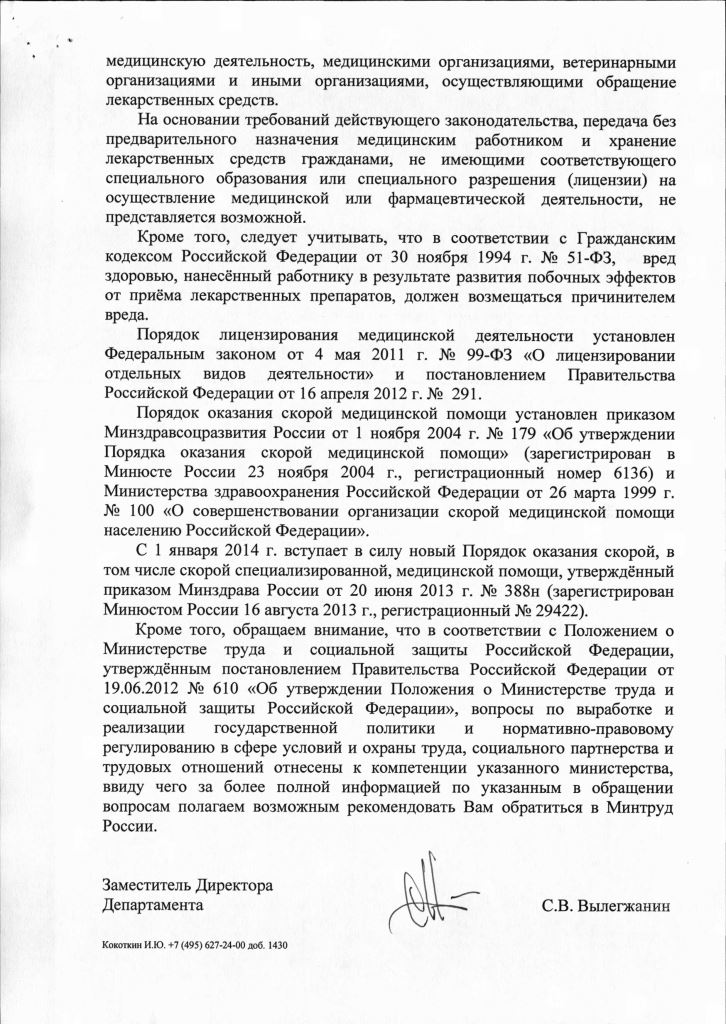 медицинскую деятельность, медицинскими организациями, ветеринарными
организациями и иными организациями, осуществляющими обращение
лекарственных средств.
На основании требований действующего законодательства, передача без
предварительного назначения медицинским работником и хранение
лекарственных средств гражданами, не имеющими соответствующего
специального образования или специального разрешения (лицензии) на
осуществление медицинской или фармацевтической деятельности, не
представляется возможной.
Кроме того, следует учитывать, что в соответствии с Гражданским
кодексом Российской Федерации от 30 ноября 1994 г. № 51-ФЗ, вред
здоровью, нанесённый работнику в результате развития побочных эффектов
от приёма лекарственных препаратов, должен возмещаться причинителем
вреда.
Порядок лицензирования медицинской деятельности установлен
Федеральным законом от 4 мая 2011 г. № 99-ФЗ «О лицензировании
отдельных видов деятельности» и постановлением Правительства
Российской Федерации от 16 апреля 2012 г. № 291.
Порядок оказания скорой медицинской помощи установлен приказом
Минздравсоцразвития России от 1 ноября 2004 г. № 179 «Об утверждении
Порядка оказания скорой медицинской помощи» (зарегистрирован в
Минюсте России 23 ноября 2004 г., регистрационный номер 6136) и
Министерства здравоохранения Российской Федерации от 26 марта 1999 г.
№ 100 «О совершенствовании организации скорой медицинской помощи
населению Российской Федерации».
С 1 января 2014 г. вступает в силу новый Порядок оказания скорой, в
том числе скорой специализированной, медицинской помощи, утверждённый
приказом Минздрава России от 20 июня 2013 г. № 388н (зарегистрирован
Минюстом России 16 августа 2013 г., регистрационный № 29422).
Кроме того, обращаем внимание, что в соответствии с Положением о
Министерстве труда и социальной защиты Российской Федерации,
утверждённым постановлением Правительства Российской Федерации от
19.06.2012 № 610 «Об утверждении Положения о Министерстве труда и
социальной защиты Российской Федерации», вопросы по выработке и
реализации государственной политики и нормативно-правовому
регулированию в сфере условий и охраны труда, социального партнерства и
трудовых отношений отнесены к компетенции указанного министерства,
ввиду чего за более полной информацией по указанным в обращении
вопросам полагаем возможным рекомендовать Вам обратиться в Минтруд
России.
Заместитель Директора
Департамента С.В. Вылегжанин
Кокоткин И.Ю. +7 (495) 627-24-00 доб. 1430